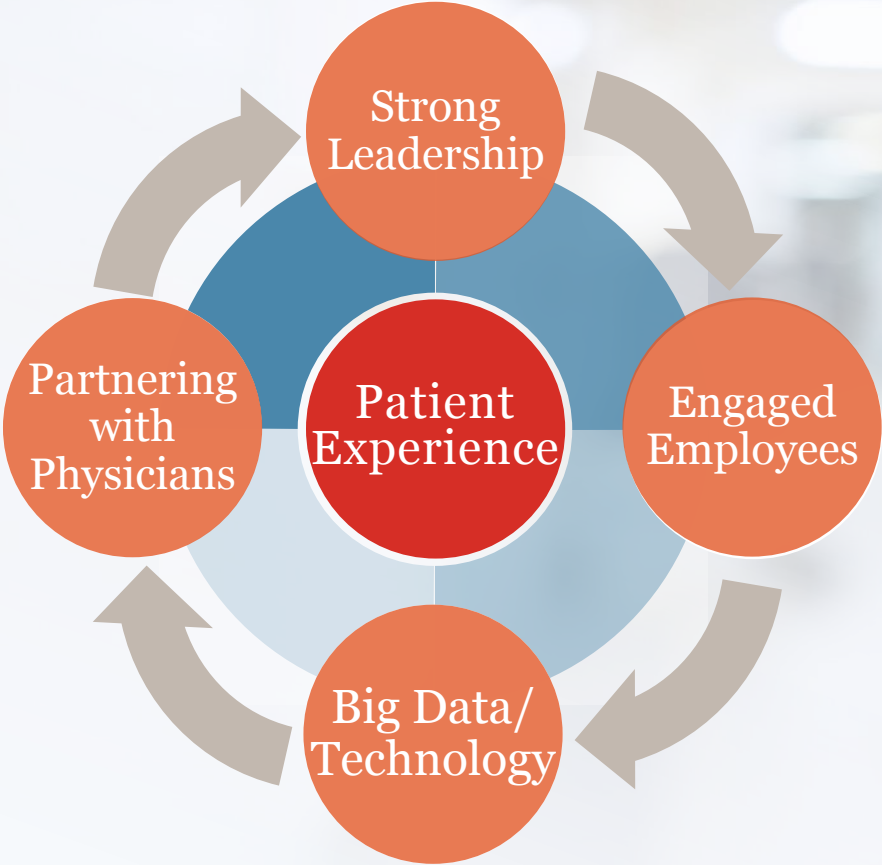 Strong
Leadership
Partnering
with
Physicians
Patient
Experience
Engaged
Employees
Big Data/
Technology